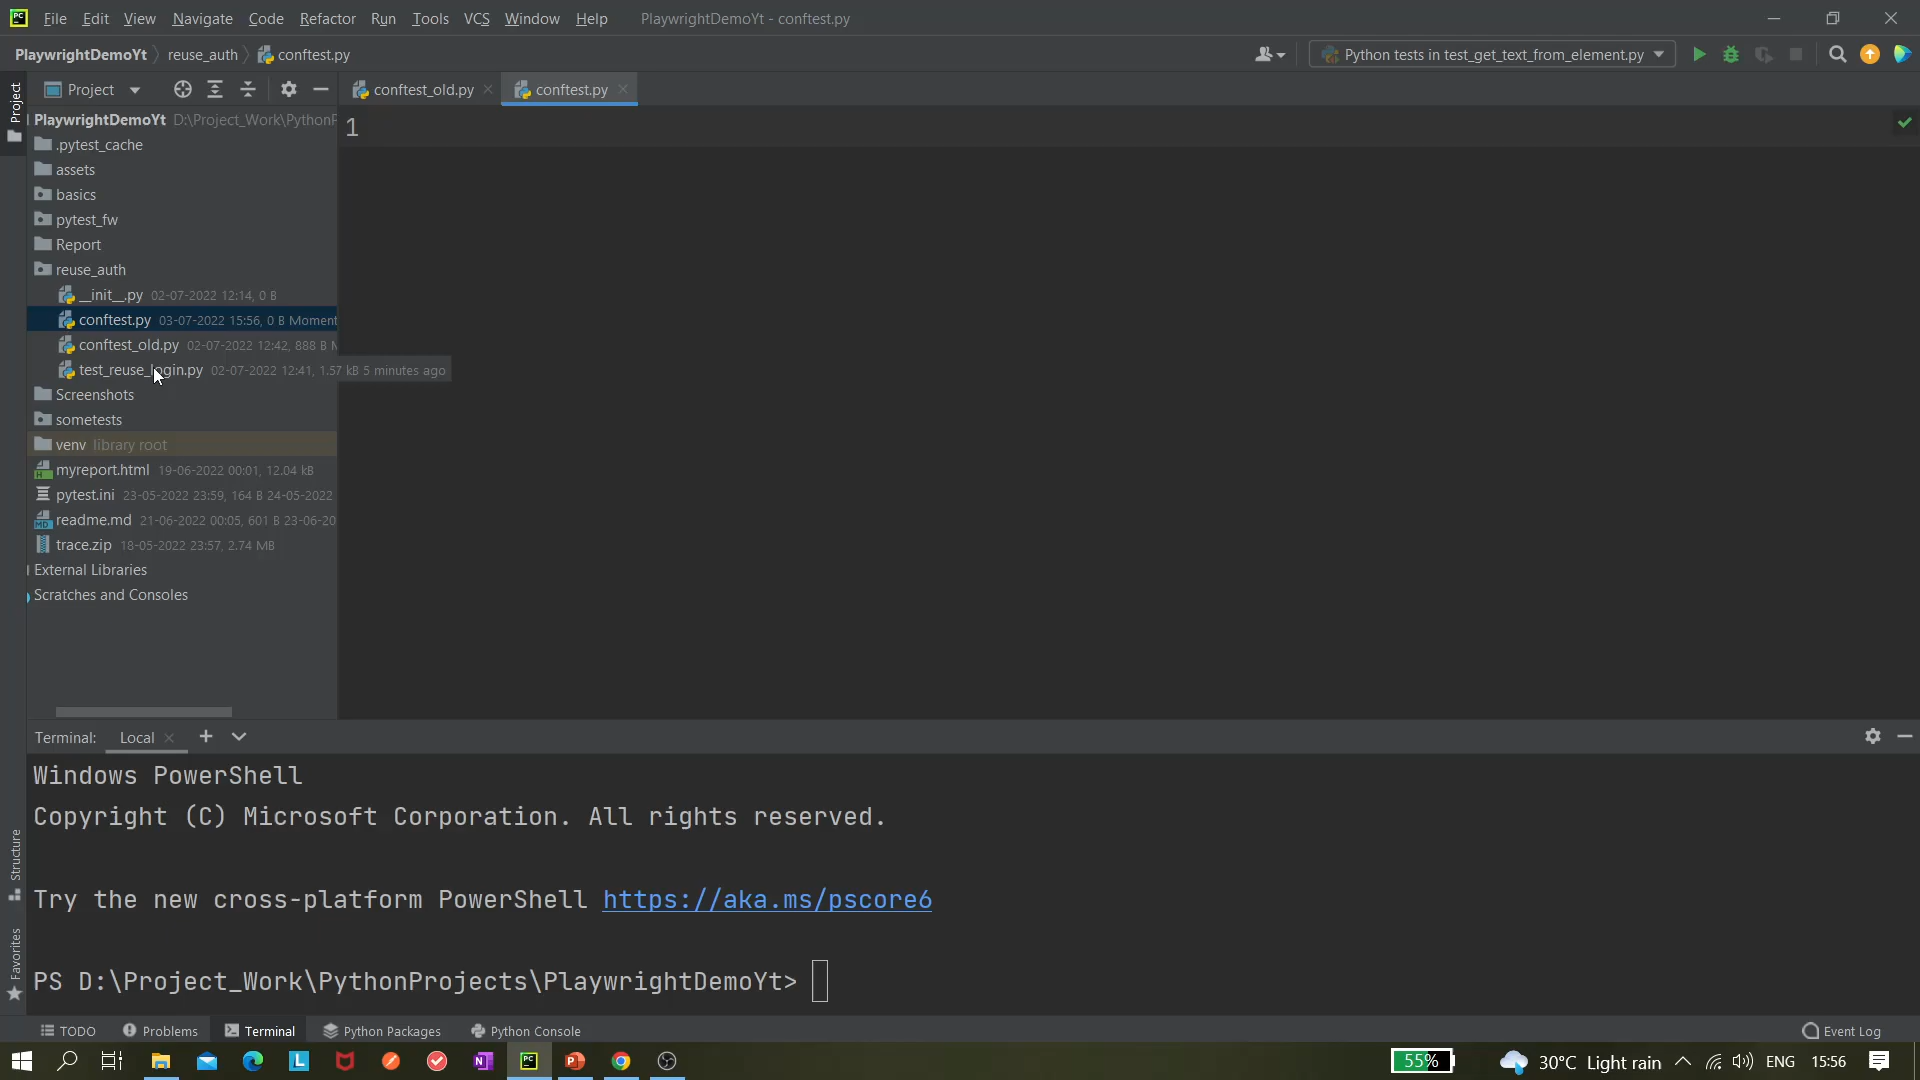 File Edit View Navigate Code Refactor Run Tools VCS Window Help PlaywrightDemoYt - conftest.py
PlaywrightDemoYt reuse_auth conftest.py Python tests in test_get_text_from_element.py
Project conftest_old.py conftest.py
Project
PlaywrightDemoYt D:\Project_Work\PythonP
1
.pytest_cache
assets
basics
pytest_fw
Report
reuse_auth
__init__.py 02-07-2022 12:14, 0 B
conftest.py 03-07-2022 15:56, 0 B Moment
conftest_old.py 02-07-2022 12:42, 888 B
test_reuse_login.py 02-07-2022 12:41, 1.57 kB 5 minutes ago
Screenshots
sometests
venv library root
myreport.html 19-06-2022 00:01, 12.04 kB
pytest.ini 23-05-2022 23:59, 164 B 24-05-2022
readme.md 21-06-2022 00:05, 601 B 23-06-20
trace.zip 18-05-2022 23:57, 2.74 MB
External Libraries
Scratches and Consoles
Terminal: Local
Windows PowerShell
Copyright (C) Microsoft Corporation. All rights reserved.
Try the new cross-platform PowerShell https://aka.ms/pscore6
PS D:\Project_Work\PythonProjects\PlaywrightDemoYt>
Structure
Favorites
TODO Problems Terminal Python Packages Python Console Event Log
55% 30°C Light rain ENG 15:56